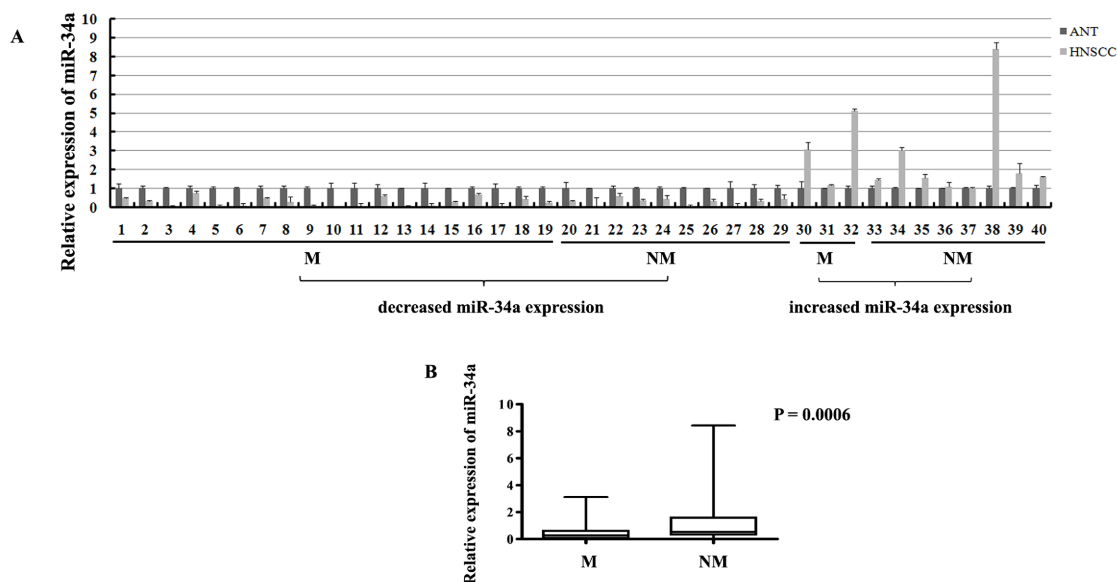 A
Relative expression of miR-34a
10
9
8
7
6
5
4
3
2
1
0
ANT
HNSCC
1 2 3 4 5 6 7 8 9 10 11 12 13 14 15 16 17 18 19 20 21 22 23 24 25 26 27 28 29 30 31 32 33 34 35 36 37 38 39 40
M NM M NM
decreased miR-34a expression increased miR-34a expression
B
Relative expression of miR-34a
10
8
6
4
2
0
P = 0.0006
M NM